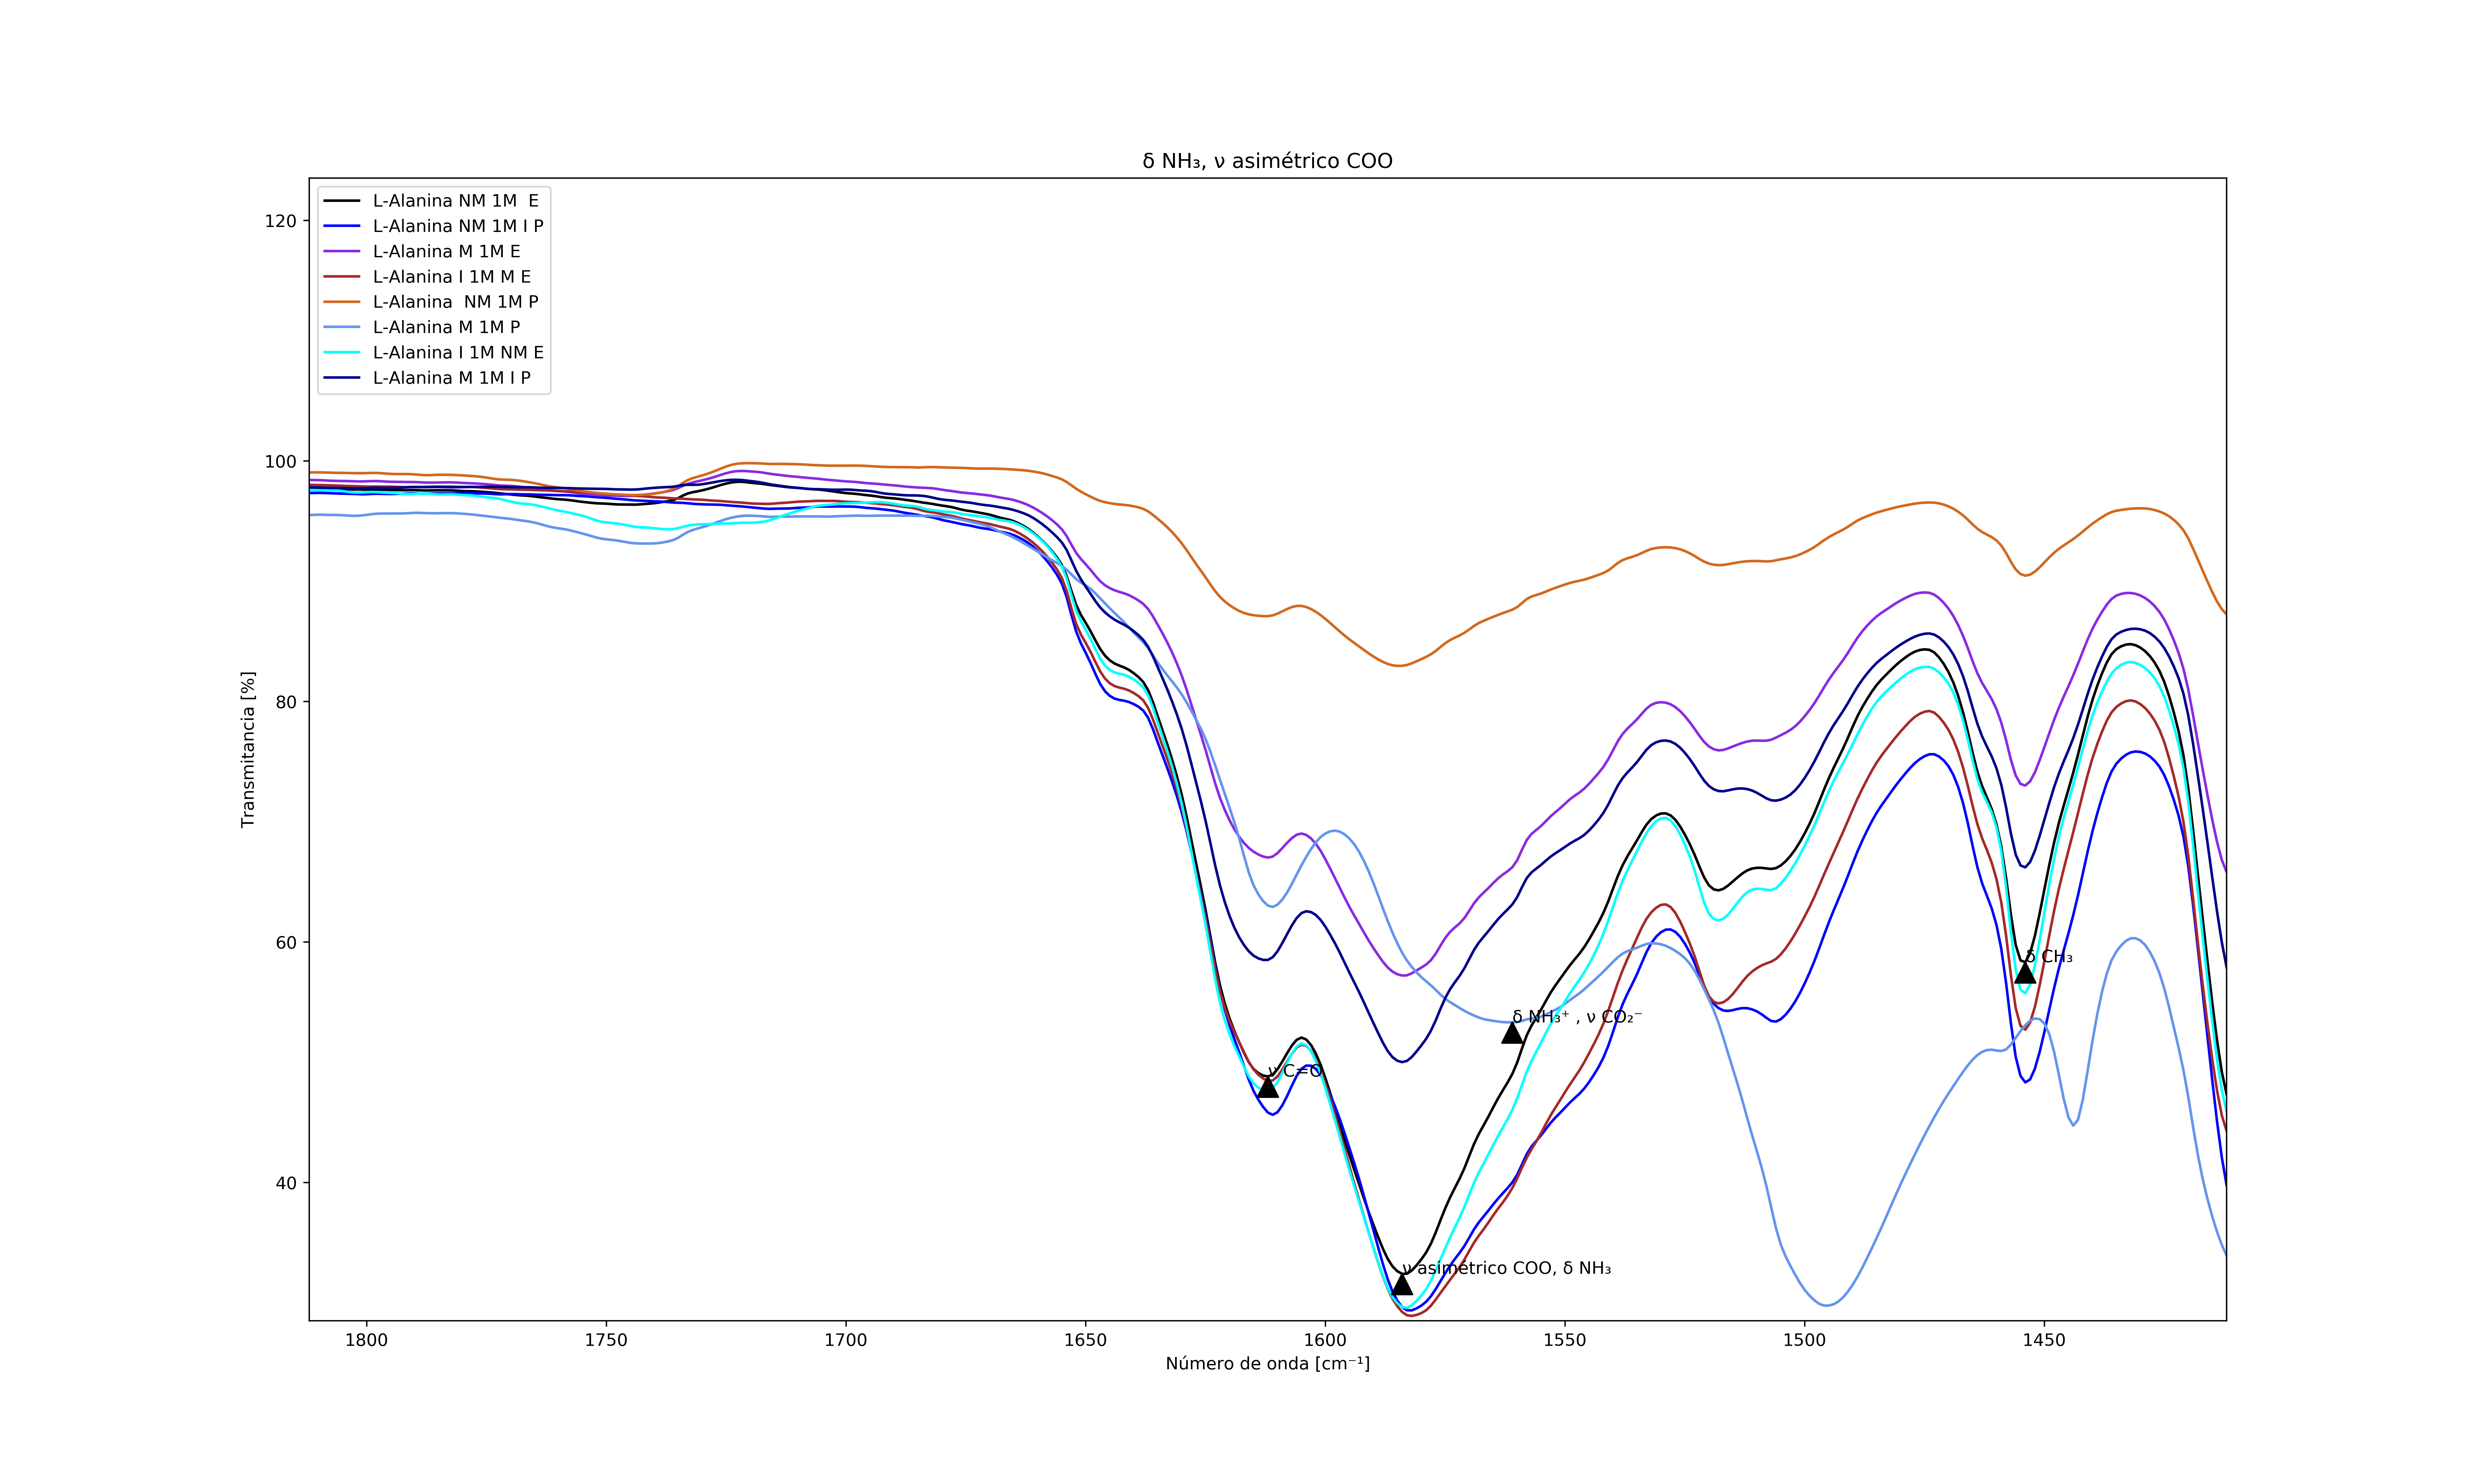 δ NH₃, ν asimétrico COO
L-Alanina NM 1M  E
L-Alanina NM 1M I P
L-Alanina M 1M E
L-Alanina I 1M M E
L-Alanina  NM 1M P
L-Alanina M 1M P
L-Alanina I 1M NM E
L-Alanina M 1M I P
120
100
80
60
40
Transmitancia [%]
δ CH₃
δ NH₃⁺ , ν CO₂⁻
ν C=O
ν asimétrico COO, δ NH₃
1800 1750 1700 1650 1600 1550 1500 1450
Número de onda [cm⁻¹]